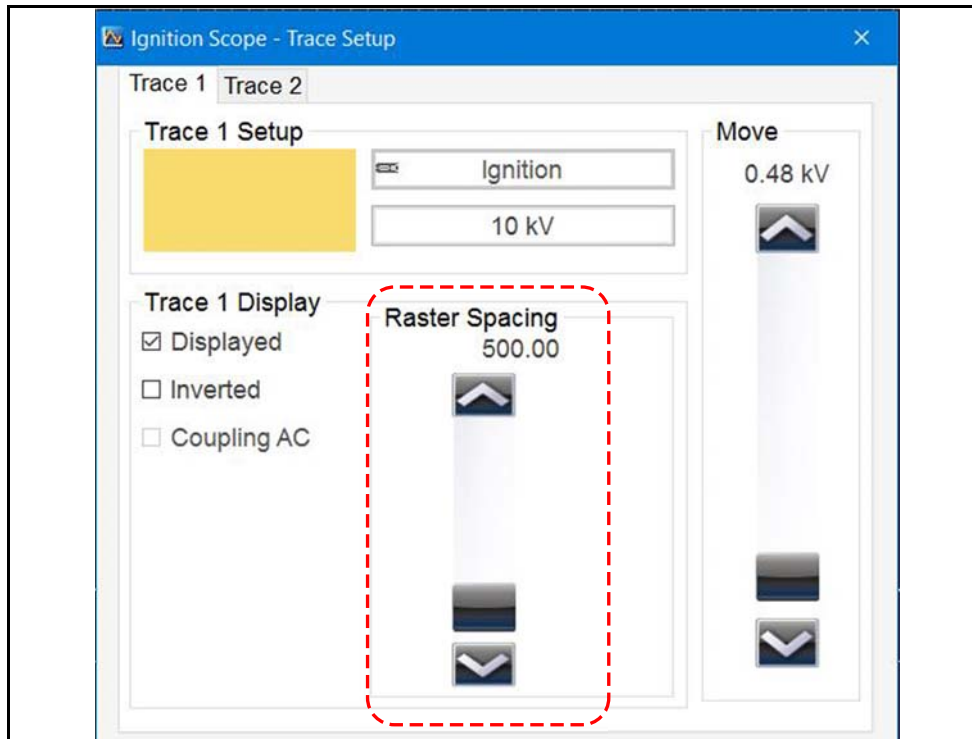 Ignition Scope - Trace Setup
Trace 1 Trace 2
Trace 1 Setup
Ignition
10 kV
Move
0.48 kV
Trace 1 Display
Displayed
Inverted
Coupling AC
Raster Spacing
500.00